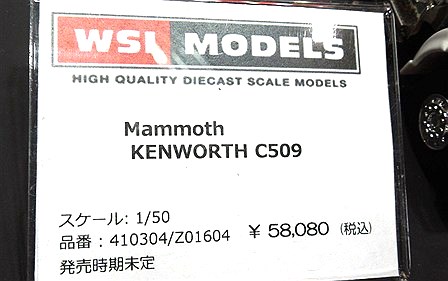 WSI MODELS
HIGH QUALITY DIECAST SCALE MODELS
Mammoth
KENWORTH C509
スケール: 1/50
品番 : 410304/Z01604 ¥ 58,080 (税込)
発売時期未定